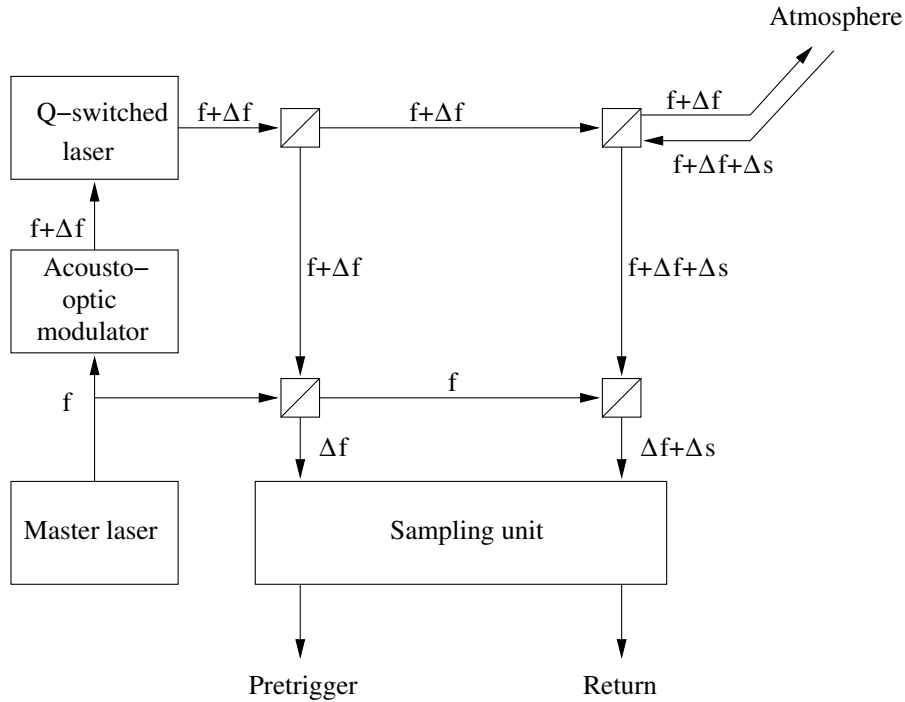 Atmosphere
Q−switched
laser
f+Δf
f+Δf
f+Δf
f+Δf+Δs
f+Δf
Acousto−
optic
modulator
f+Δf
f+Δf+Δs
f
f
Δf
Δf+Δs
Master laser
Sampling unit
Pretrigger
Return